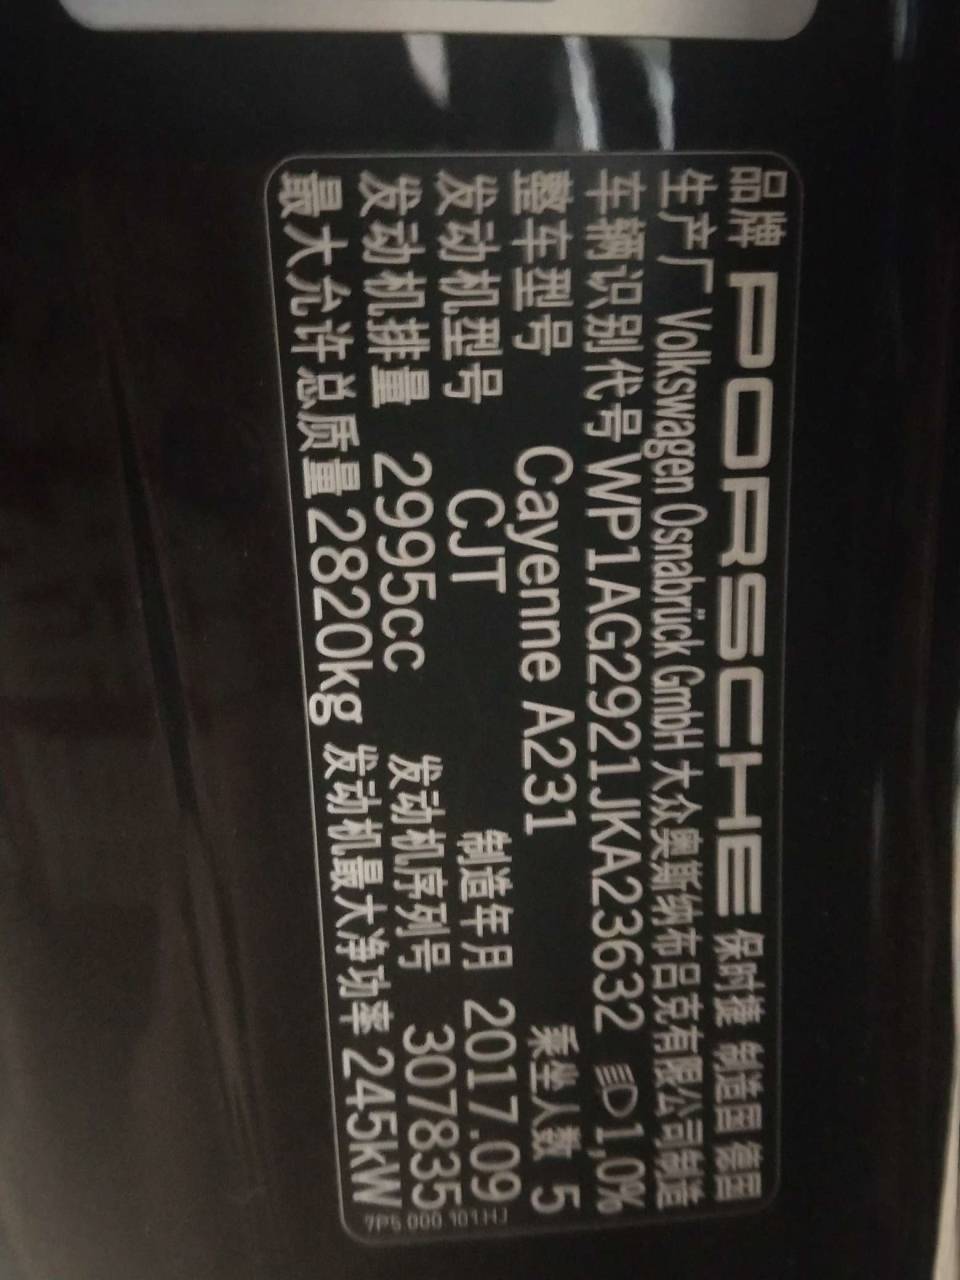 品牌 PORSCHE 保时捷 制造国 德国
生产厂 Volkswagen Osnabrück GmbH 大众奥斯纳布吕克有限公司制造
车辆识别代号 WP1AG2921JKA23632 1,0%
整车型号 Cayenne A231 乘坐人数 5
发动机型号 CJT 制造年月 2017.09
发动机排量 2995cc 发动机序列号 307835
最大允许总质量 2820kg 发动机最大净功率 245kW
7P5.000.101.HJ